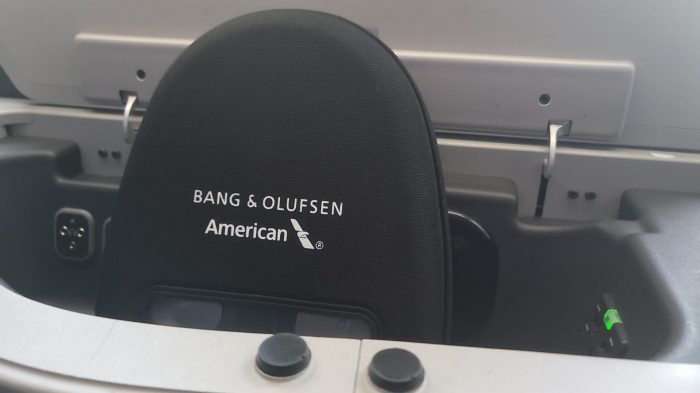 BANG & OLUFSEN
American ®